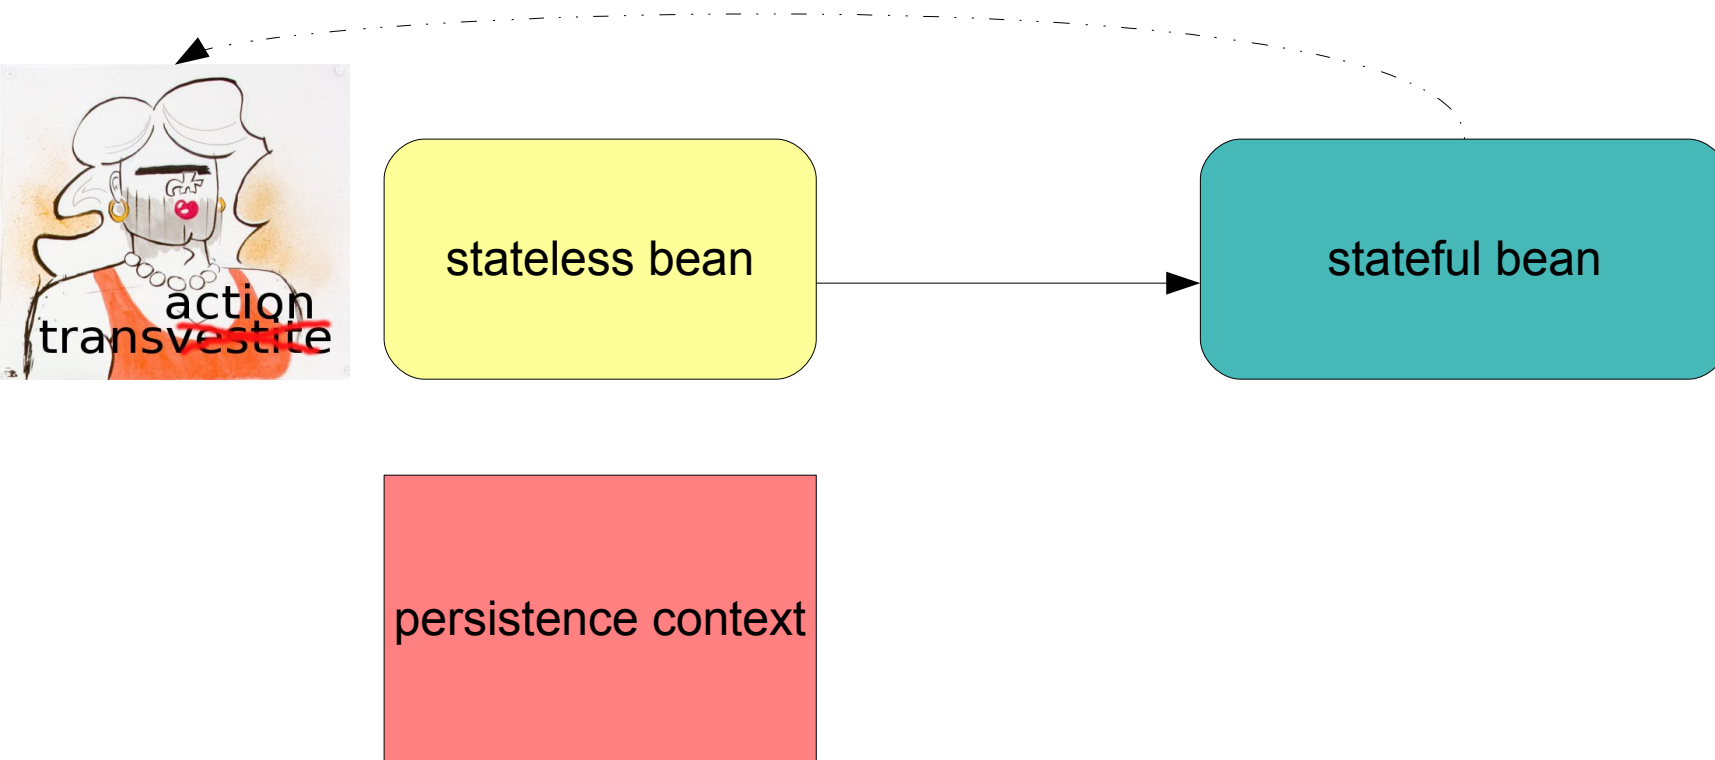 action
transvestite
stateless bean
stateful bean
persistence context